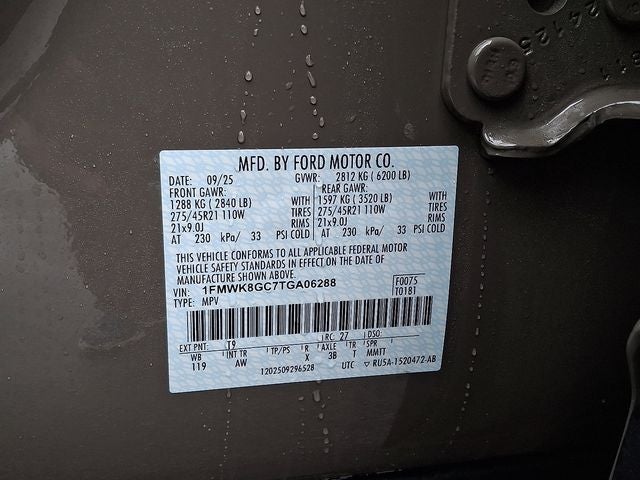 MFD. BY FORD MOTOR CO.
DATE: 09/25 GVWR: 2812 KG ( 6200 LB)
FRONT GAWR: REAR GAWR:
1288 KG ( 2840 LB) WITH 1597 KG ( 3520 LB) WITH
275/45R21 110W TIRES 275/45R21 110W TIRES
21x9.0J RIMS 21x9.0J RIMS
AT 230 kPa/ 33 PSI COLD AT 230 kPa/ 33 PSI COLD
THIS VEHICLE CONFORMS TO ALL APPLICABLE FEDERAL MOTOR
VEHICLE SAFETY STANDARDS IN EFFECT ON THE DATE OF
MANUFACTURE SHOWN ABOVE.
VIN: 1FMWK8GC7TGA06288 F0075
TYPE: MPV T0181
EXT PNT: T9 RC: 27 DSO:
WB INT TR TP/PS R AXLE TR SPR
119 AW X 3B T MMTT
1202509296528 UTC ▽ RU5A-1520472-AB
24125